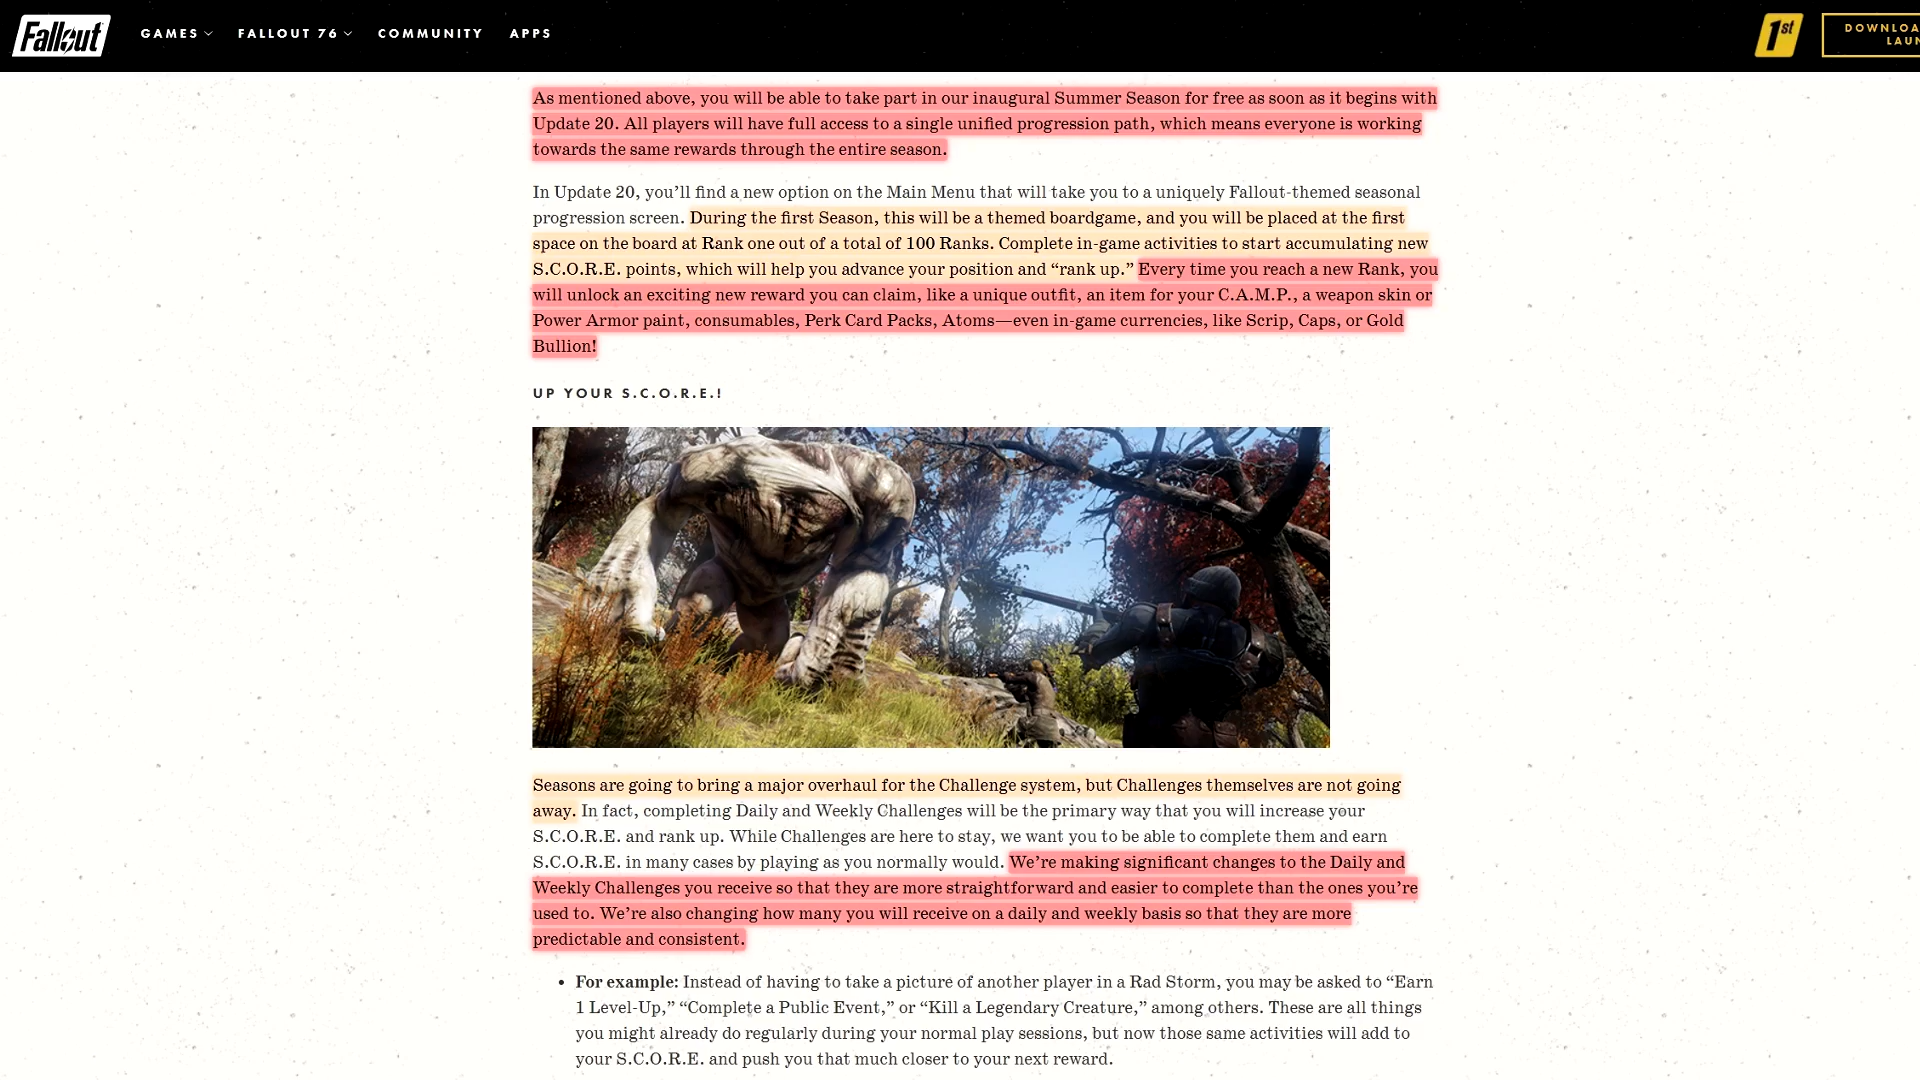 Fallout GAMES FALLOUT 76 COMMUNITY APPS 1st
As mentioned above, you will be able to take part in our inaugural Summer Season for free as soon as it begins with
Update 20. All players will have full access to a single unified progression path, which means everyone is working
towards the same rewards through the entire season.
In Update 20, you’ll find a new option on the Main Menu that will take you to a uniquely Fallout-themed seasonal
progression screen. During the first Season, this will be a themed boardgame, and you will be placed at the first
space on the board at Rank one out of a total of 100 Ranks. Complete in-game activities to start accumulating new
S.C.O.R.E. points, which will help you advance your position and “rank up.” Every time you reach a new Rank, you
will unlock an exciting new reward you can claim, like a unique outfit, an item for your C.A.M.P., a weapon skin or
Power Armor paint, consumables, Perk Card Packs, Atoms—even in-game currencies, like Scrip, Caps, or Gold
Bullion!
UP YOUR S.C.O.R.E.!
Seasons are going to bring a major overhaul for the Challenge system, but Challenges themselves are not going
away. In fact, completing Daily and Weekly Challenges will be the primary way that you will increase your
S.C.O.R.E. and rank up. While Challenges are here to stay, we want you to be able to complete them and earn
S.C.O.R.E. in many cases by playing as you normally would. We’re making significant changes to the Daily and
Weekly Challenges you receive so that they are more straightforward and easier to complete than the ones you’re
used to. We’re also changing how many you will receive on a daily and weekly basis so that they are more
predictable and consistent.
• For example: Instead of having to take a picture of another player in a Rad Storm, you may be asked to “Earn
1 Level-Up,” “Complete a Public Event,” or “Kill a Legendary Creature,” among others. These are all things
you might already do regularly during your normal play sessions, but now those same activities will add to
your S.C.O.R.E. and push you that much closer to your next reward.